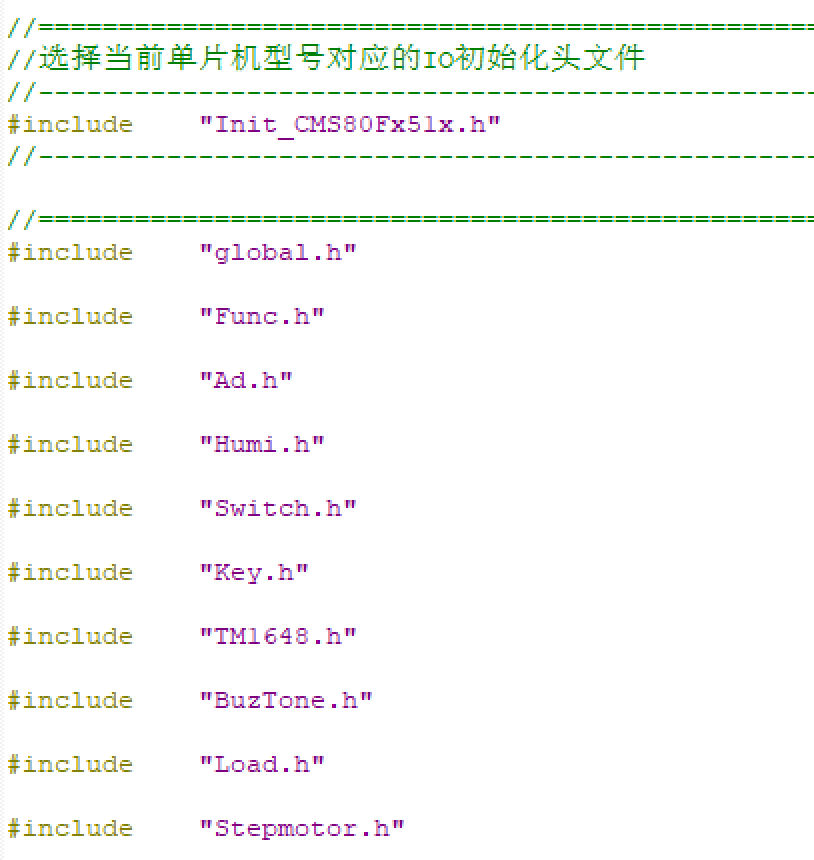 //==================================================
//选择当前单片机型号对应的IO初始化头文件
//--------------------------------------------------
#include    "Init_CMS80Fx51x.h"
//--------------------------------------------------
//==================================================
#include    "global.h"
#include    "Func.h"
#include    "Ad.h"
#include    "Humi.h"
#include    "Switch.h"
#include    "Key.h"
#include    "TM1648.h"
#include    "BuzTone.h"
#include    "Load.h"
#include    "Stepmotor.h"